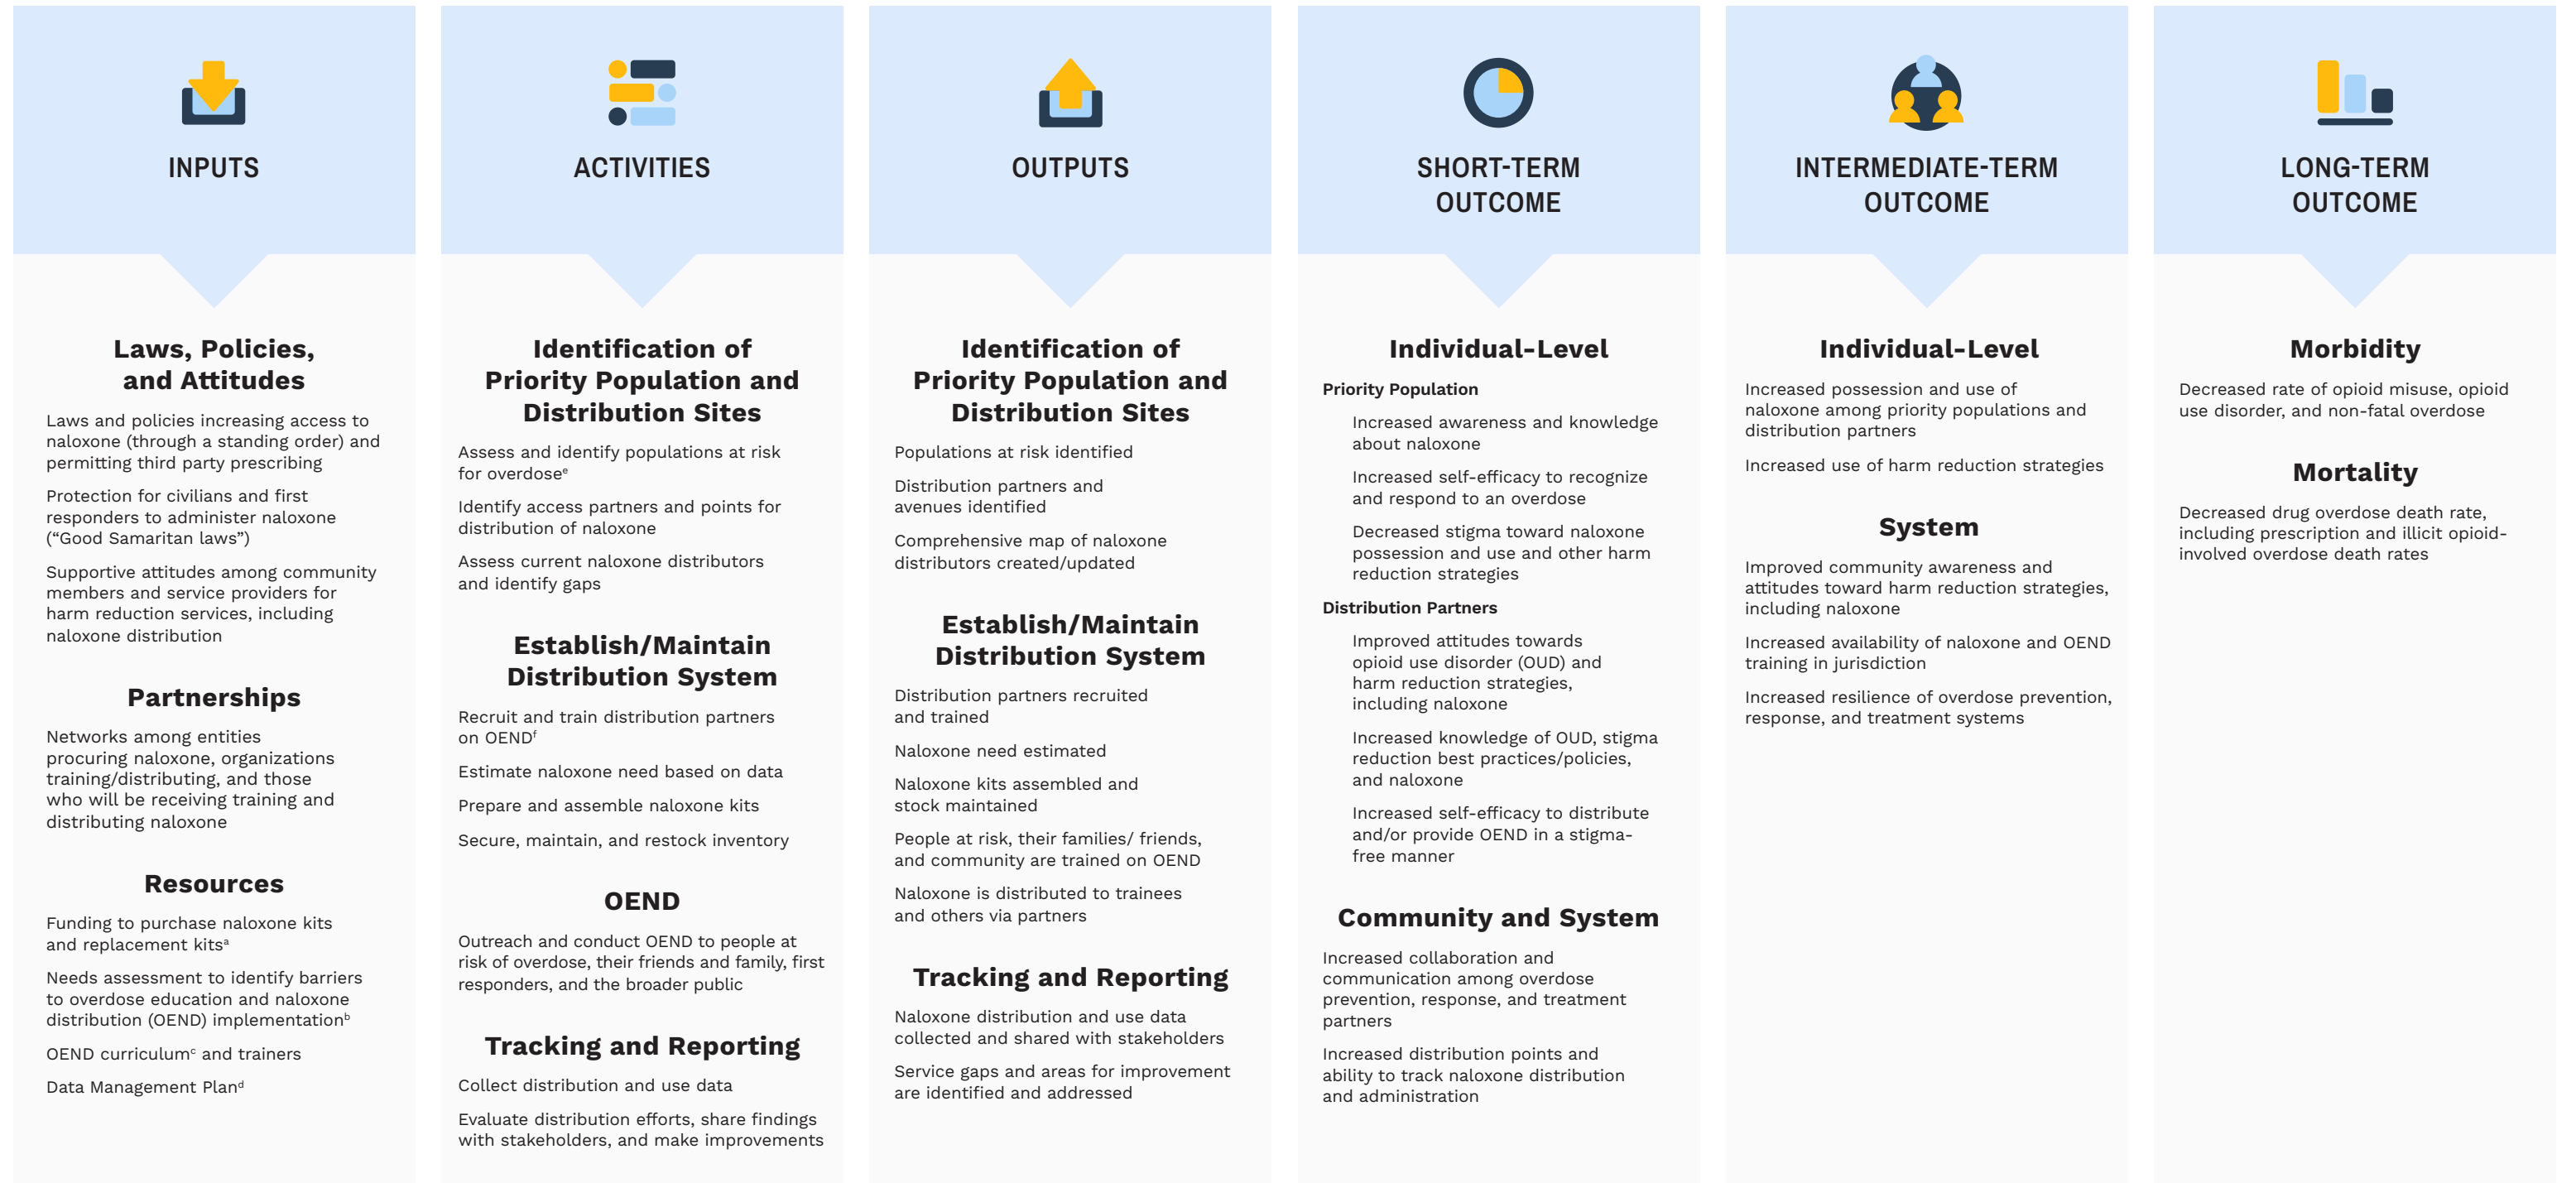 INPUTS
Laws, Policies,
and Attitudes
Laws and policies increasing access to
naloxone (through a standing order) and
permitting third party prescribing
Protection for civilians and first
responders to administer naloxone
(“Good Samaritan laws”)
Supportive attitudes among community
members and service providers for
harm reduction services, including
naloxone distribution
Partnerships
Networks among entities
procuring naloxone, organizations
training/distributing, and those
who will be receiving training and
distributing naloxone
Resources
Funding to purchase naloxone kits
and replacement kitsᵃ
Needs assessment to identify barriers
to overdose education and naloxone
distribution (OEND) implementationᵇ
OEND curriculumᶜ and trainers
Data Management Planᵈ
ACTIVITIES
Identification of
Priority Population and
Distribution Sites
Assess and identify populations at risk
for overdoseᵉ
Identify access partners and points for
distribution of naloxone
Assess current naloxone distributors
and identify gaps
Establish/Maintain
Distribution System
Recruit and train distribution partners
on OENDᶠ
Estimate naloxone need based on data
Prepare and assemble naloxone kits
Secure, maintain, and restock inventory
OEND
Outreach and conduct OEND to people at
risk of overdose, their friends and family, first
responders, and the broader public
Tracking and Reporting
Collect distribution and use data
Evaluate distribution efforts, share findings
with stakeholders, and make improvements
OUTPUTS
Identification of
Priority Population and
Distribution Sites
Populations at risk identified
Distribution partners and
avenues identified
Comprehensive map of naloxone
distributors created/updated
Establish/Maintain
Distribution System
Distribution partners recruited
and trained
Naloxone need estimated
Naloxone kits assembled and
stock maintained
People at risk, their families/ friends,
and community are trained on OEND
Naloxone is distributed to trainees
and others via partners
Tracking and Reporting
Naloxone distribution and use data
collected and shared with stakeholders
Service gaps and areas for improvement
are identified and addressed
SHORT-TERM
OUTCOME
Individual-Level
Priority Population
Increased awareness and knowledge
about naloxone
Increased self-efficacy to recognize
and respond to an overdose
Decreased stigma toward naloxone
possession and use and other harm
reduction strategies
Distribution Partners
Improved attitudes towards
opioid use disorder (OUD) and
harm reduction strategies,
including naloxone
Increased knowledge of OUD, stigma
reduction best practices/policies,
and naloxone
Increased self-efficacy to distribute
and/or provide OEND in a stigma-
free manner
Community and System
Increased collaboration and
communication among overdose
prevention, response, and treatment
partners
Increased distribution points and
ability to track naloxone distribution
and administration
INTERMEDIATE-TERM
OUTCOME
Individual-Level
Increased possession and use of
naloxone among priority populations and
distribution partners
Increased use of harm reduction strategies
System
Improved community awareness and
attitudes toward harm reduction strategies,
including naloxone
Increased availability of naloxone and OEND
training in jurisdiction
Increased resilience of overdose prevention,
response, and treatment systems
LONG-TERM
OUTCOME
Morbidity
Decreased rate of opioid misuse, opioid
use disorder, and non-fatal overdose
Mortality
Decreased drug overdose death rate,
including prescription and illicit opioid-
involved overdose death rates